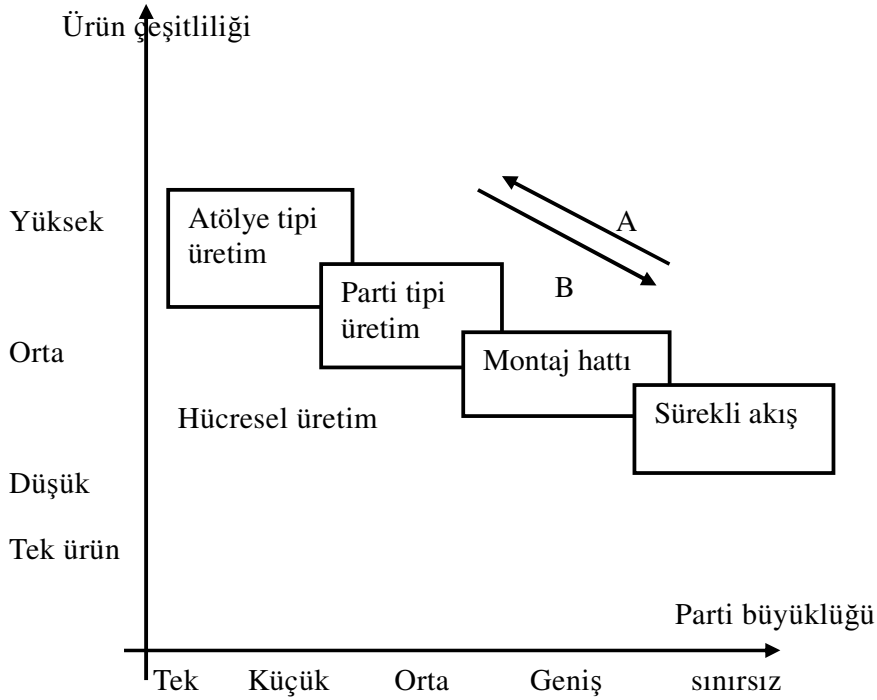 Ürün çeşitliliği
Yüksek
Atölye tipi
üretim
A
B
Parti tipi
üretim
Orta
Montaj hattı
Hücresel üretim
Sürekli akış
Düşük
Tek ürün
Parti büyüklüğü
Tek Küçük Orta Geniş sınırsız